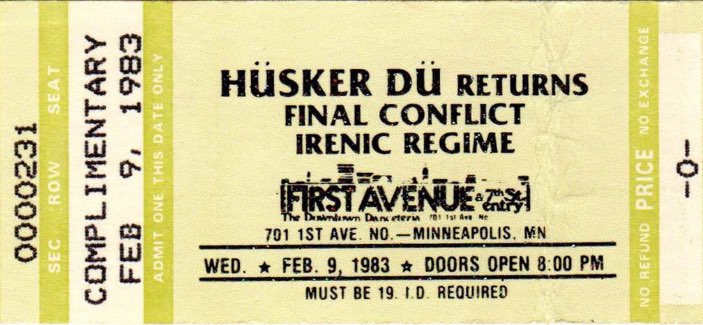 0000231
SEC ROW SEAT
COMPLIMENTARY
FEB 9, 1983
ADMIT ONE THIS DATE ONLY
HÜSKER DÜ RETURNS
FINAL CONFLICT
IRENIC REGIME
FIRST AVENUE & 7th St. entry
The Downtown Danceteria 701 1st Ave. No.
701 1ST AVE. NO.—MINNEAPOLIS, MN
WED. ★ FEB. 9, 1983 ★ DOORS OPEN 8:00 PM
MUST BE 19. I.D. REQUIRED
NO REFUND PRICE NO EXCHANGE
-0-